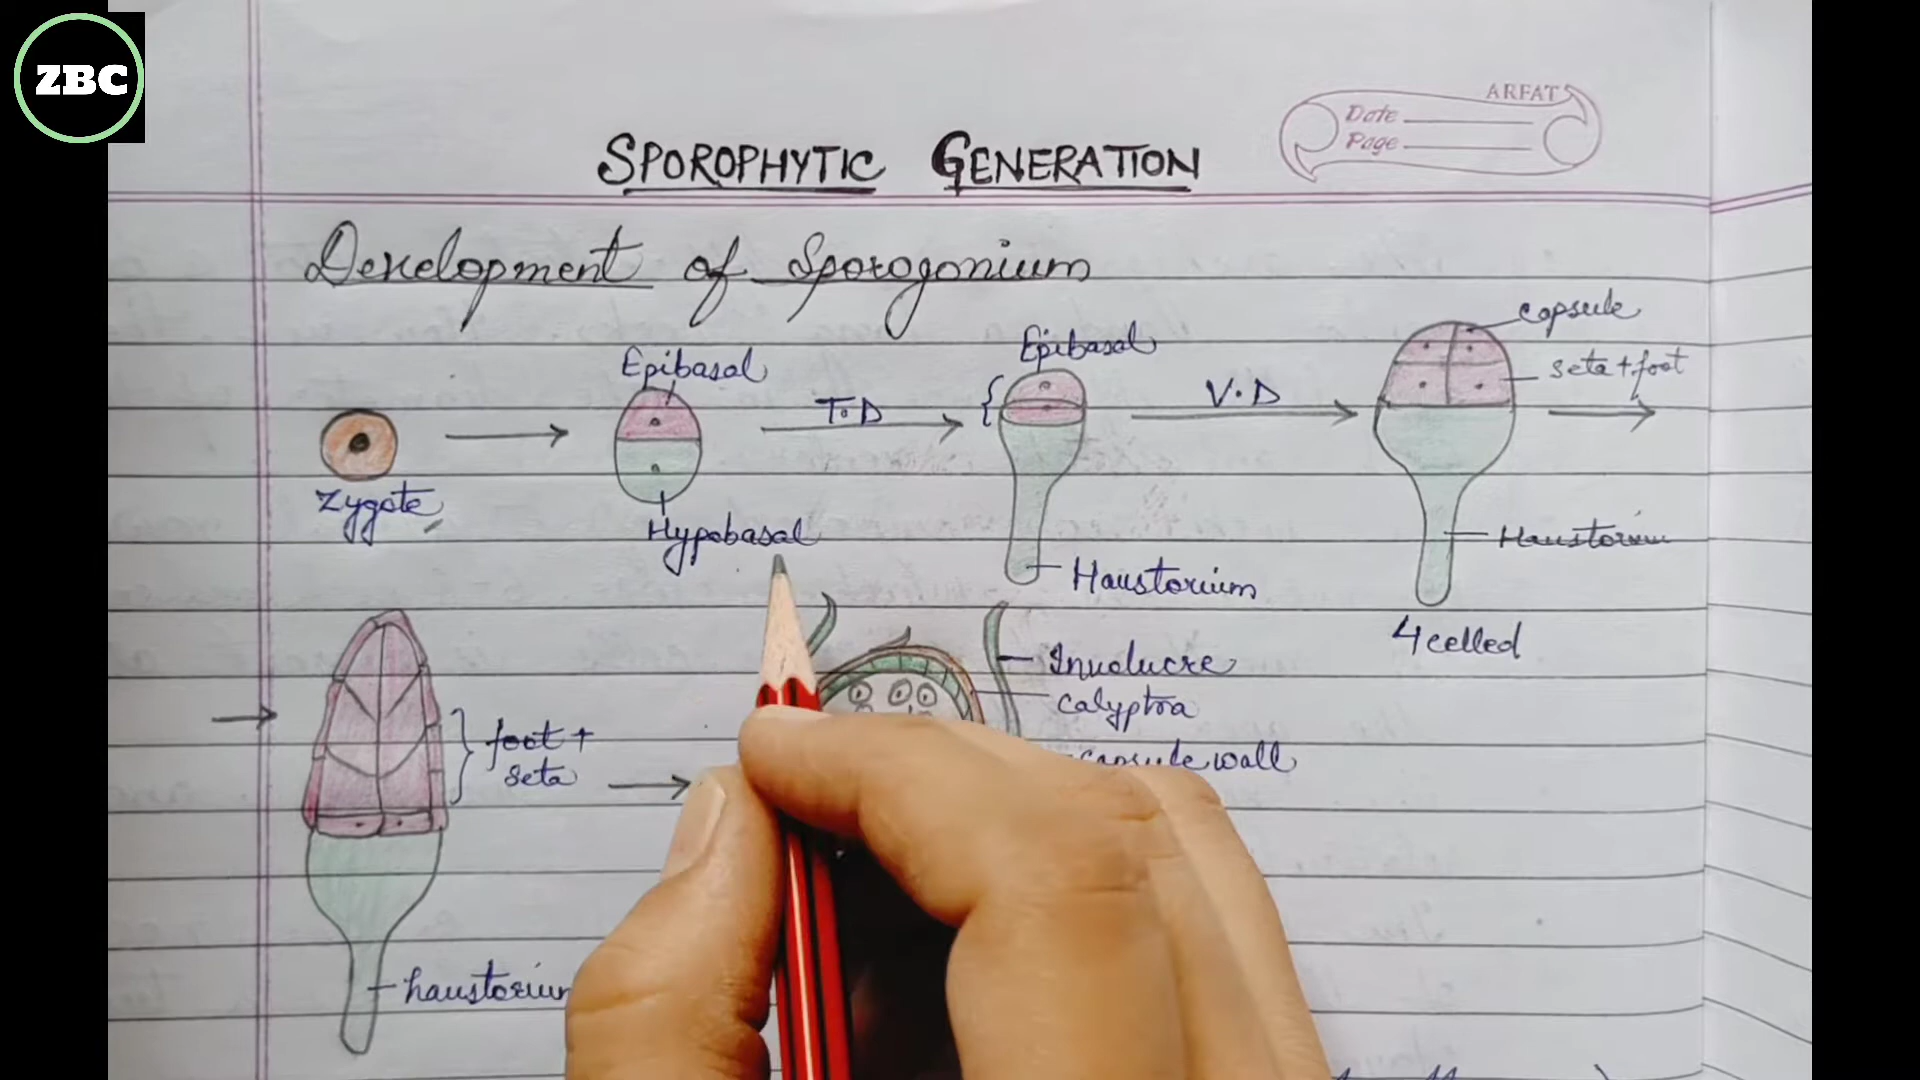 ZBC
ARFAT
Date
Page
SPOROPHYTIC GENERATION
Development of Sporogonium
capsule
Epibasal
Epibasal
seta + foot
T.D
V.D
Zygote
Hypobasal
Haustorium
Haustorium
4 celled
Involucre
calyptra
foot +
seta
capsule wall
haustorium